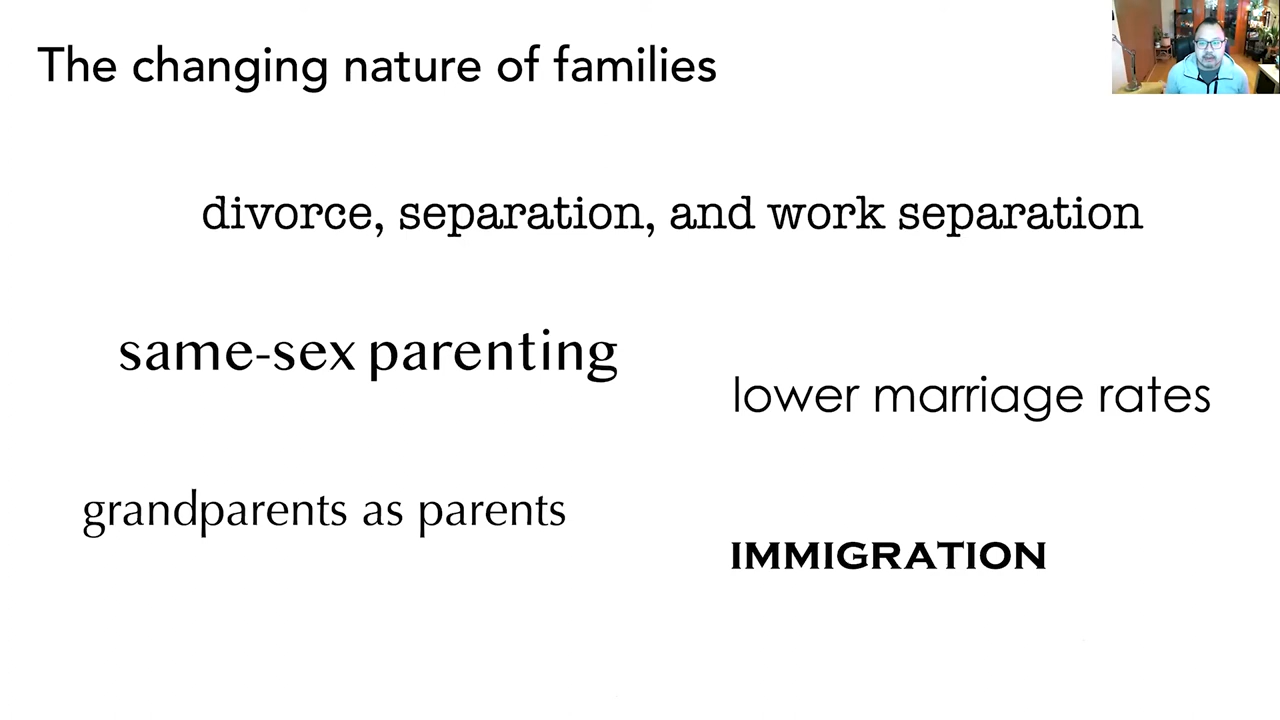 The changing nature of families
divorce, separation, and work separation
same-sex parenting
lower marriage rates
grandparents as parents
IMMIGRATION